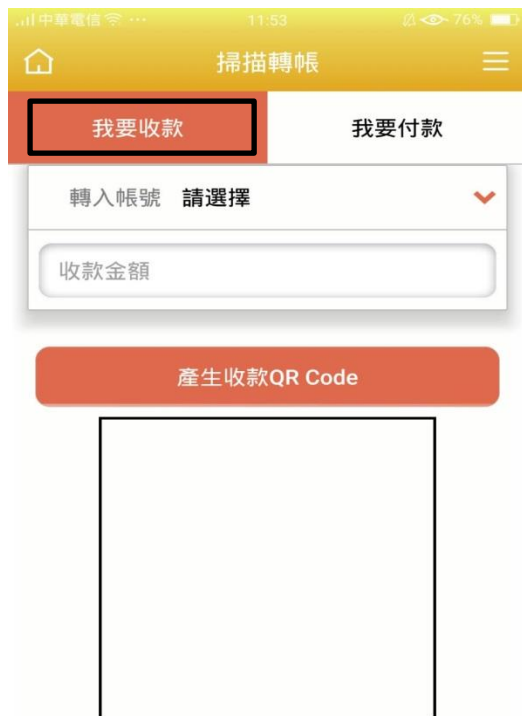 中華電信 ... 11:53 76%
掃描轉帳
我要收款 我要付款
轉入帳號 請選擇
收款金額
產生收款QR Code